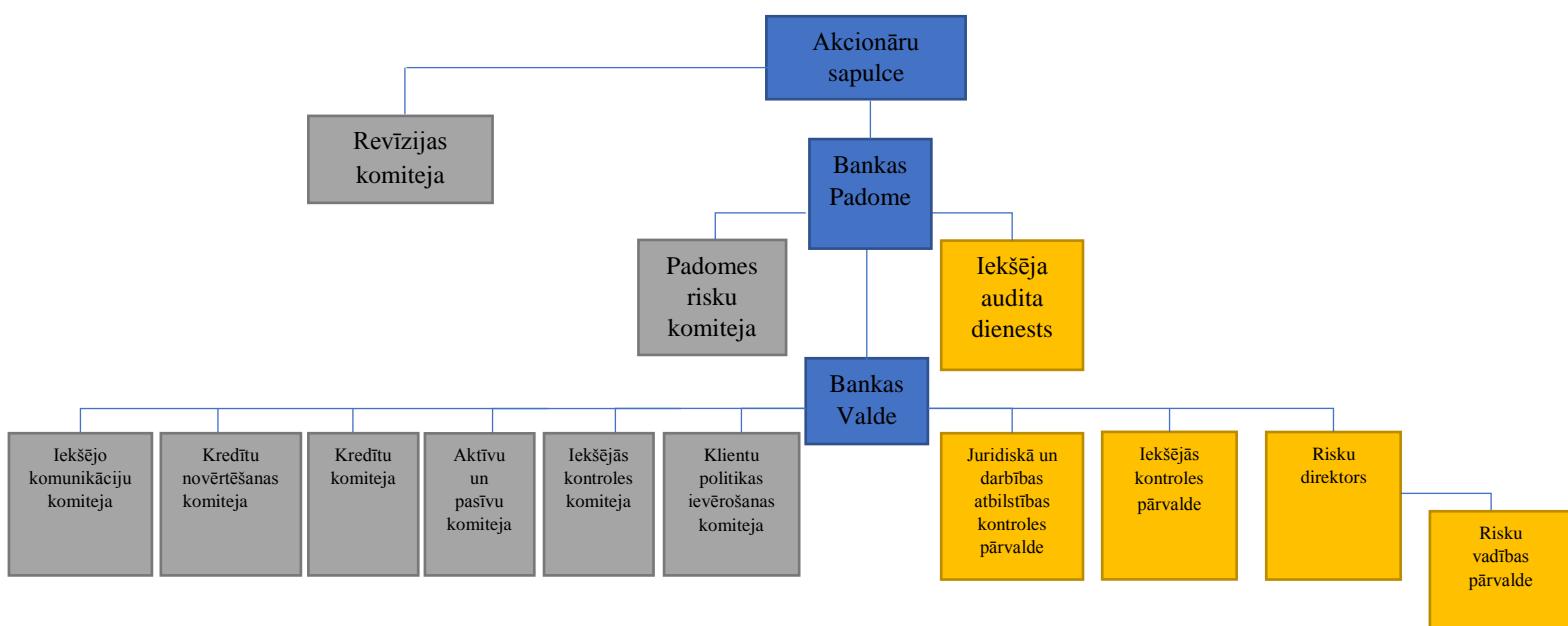 Akcionāru
sapulce
Revīzijas
komiteja
Bankas
Padome
Padomes
risku
komiteja
Iekšēja
audita
dienests
Bankas
Valde
Iekšējo
komunikāciju
komiteja
Kredītu
novērtēšanas
komiteja
Kredītu
komiteja
Aktīvu
un
pasīvu
komiteja
Iekšējās
kontroles
komiteja
Klientu
politikas
ievērošanas
komiteja
Juridiskā un
darbības
atbilstības
kontroles
pārvalde
Iekšējās
kontroles
pārvalde
Risku
direktors
Risku
vadības
pārvalde